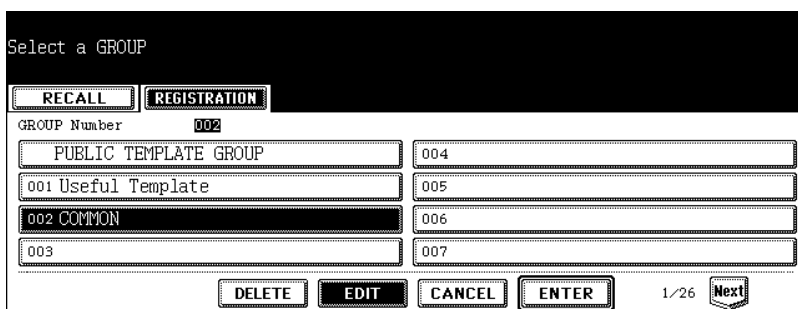 Select a GROUP
RECALL REGISTRATION
GROUP Number 002
PUBLIC TEMPLATE GROUP 004
001 Useful Template 005
002 COMMON 006
003 007
DELETE EDIT CANCEL ENTER 1/26 Next